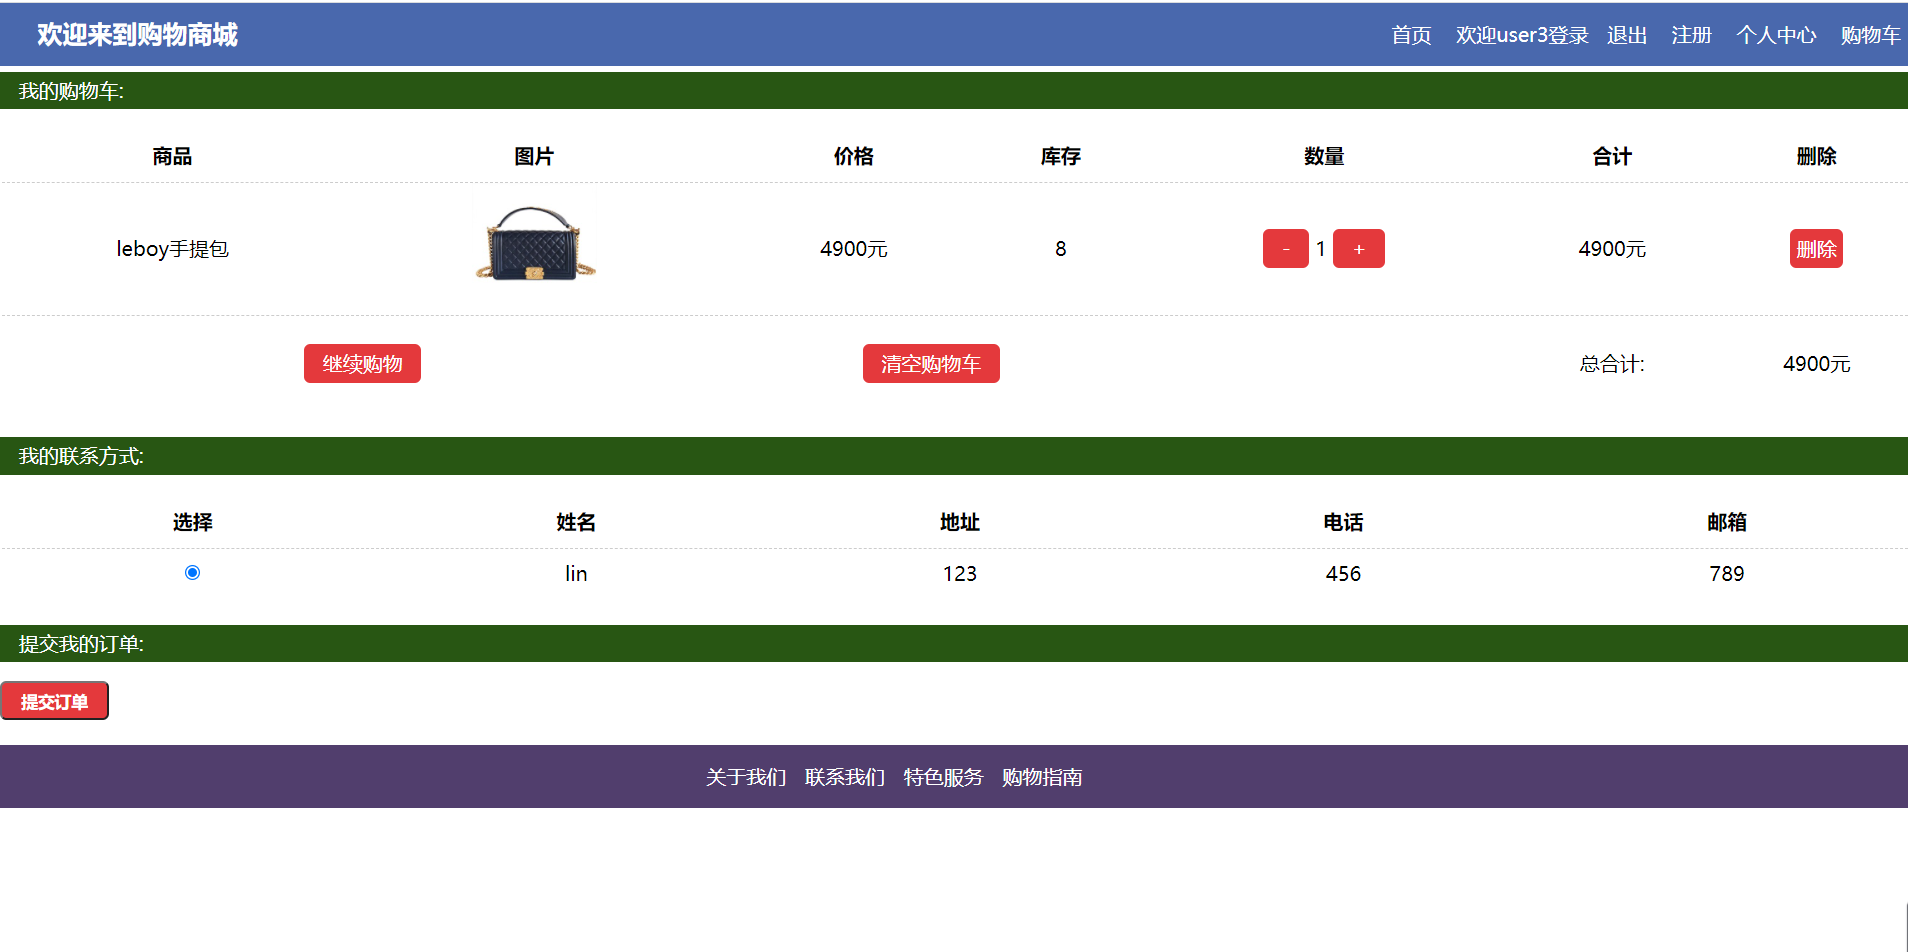 欢迎来到购物商城 首页 欢迎user3登录 退出 注册 个人中心 购物车
我的购物车:
商品 图片 价格 库存 数量 合计 删除
leboy手提包 4900元 8 - 1 + 4900元 删除
继续购物 清空购物车 总合计: 4900元
我的联系方式:
选择 姓名 地址 电话 邮箱
lin 123 456 789
提交我的订单:
提交订单
关于我们 联系我们 特色服务 购物指南